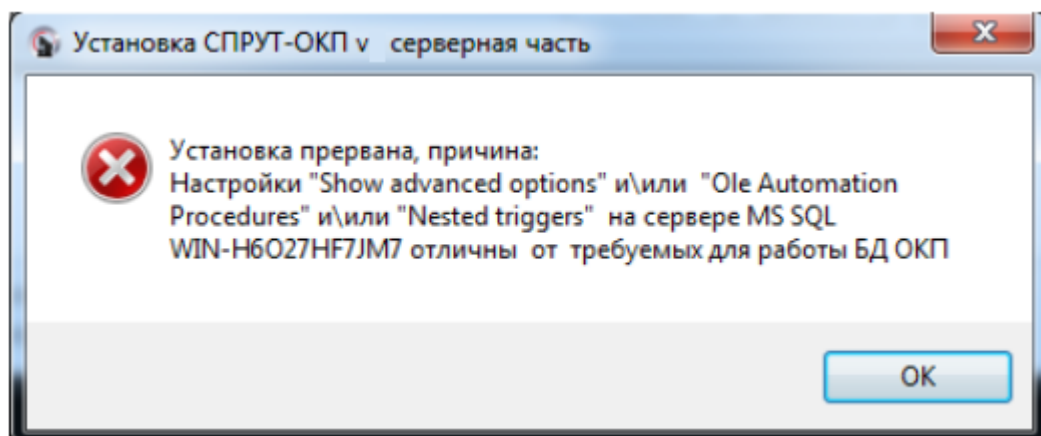 Установка СПРУТ-ОКП v_ серверная часть
Установка прервана, причина:
Настройки "Show advanced options" и\или "Ole Automation
Procedures" и\или "Nested triggers" на сервере MS SQL
WIN-H6O27HF7JM7 отличны от требуемых для работы БД ОКП
OK